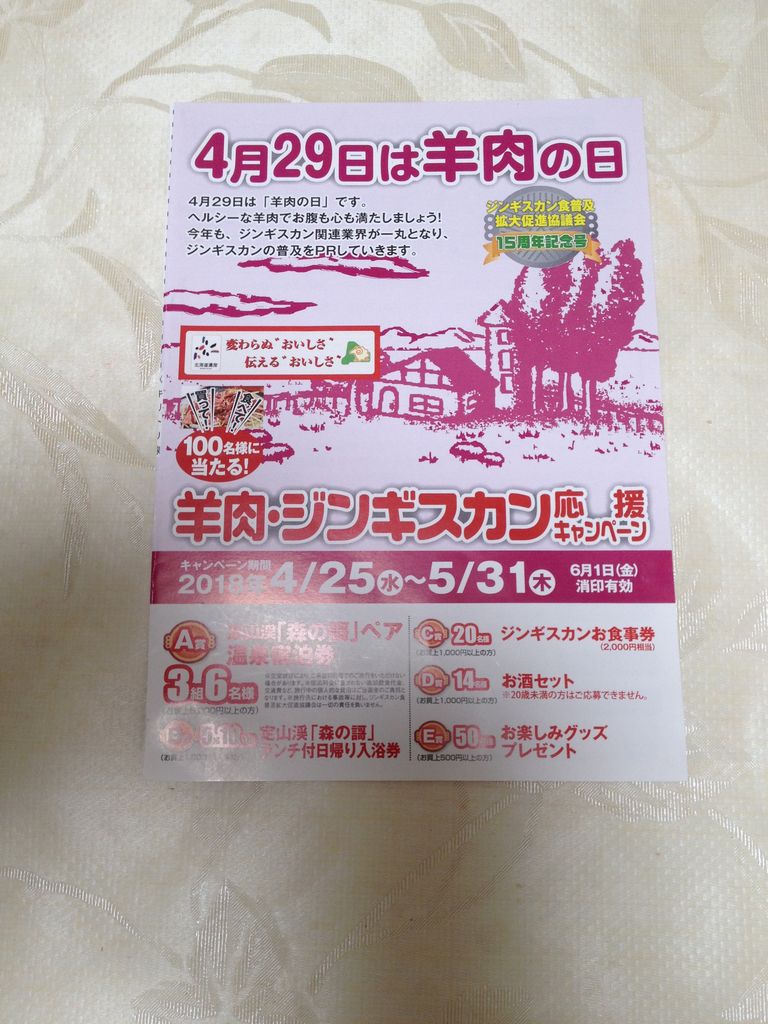 4月29日は羊肉の日
4月29日は「羊肉の日」です。
ヘルシーな羊肉でお腹も心も満たしましょう!
今年も、ジンギスカン関連業界が一丸となり、
ジンギスカンの普及をPRしていきます。
ジンギスカン食普及
拡大促進協議会
15周年記念号
変わらぬ“おいしさ”
伝える“おいしさ”
買って!
食べて!
100名様に
当たる!
羊肉・ジンギスカン応援
キャンペーン
キャンペーン期間
2018年4/25水〜5/31木
6月1日(金)
消印有効
A賞
定山渓「森の謌」ペア
温泉宿泊券
3組6名様
定山渓「森の謌」
ランチ付日帰り入浴券
C賞 20名様 ジンギスカンお食事券
(お買上1,000円以上の方)
(2,000円相当)
D賞 14名様 お酒セット
(お買上1,000円以上の方)
※20歳未満の方はご応募できません。
E賞 50名様 お楽しみグッズ
プレゼント
(お買上500円以上の方)